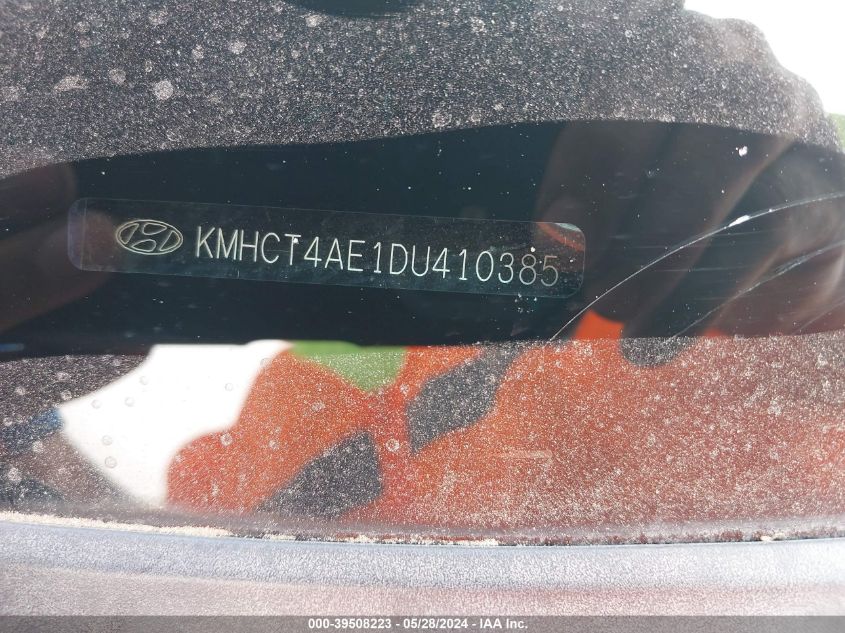 KMHCT4AE1DU410385
000-39508223 - 05/28/2024 - IAA Inc.